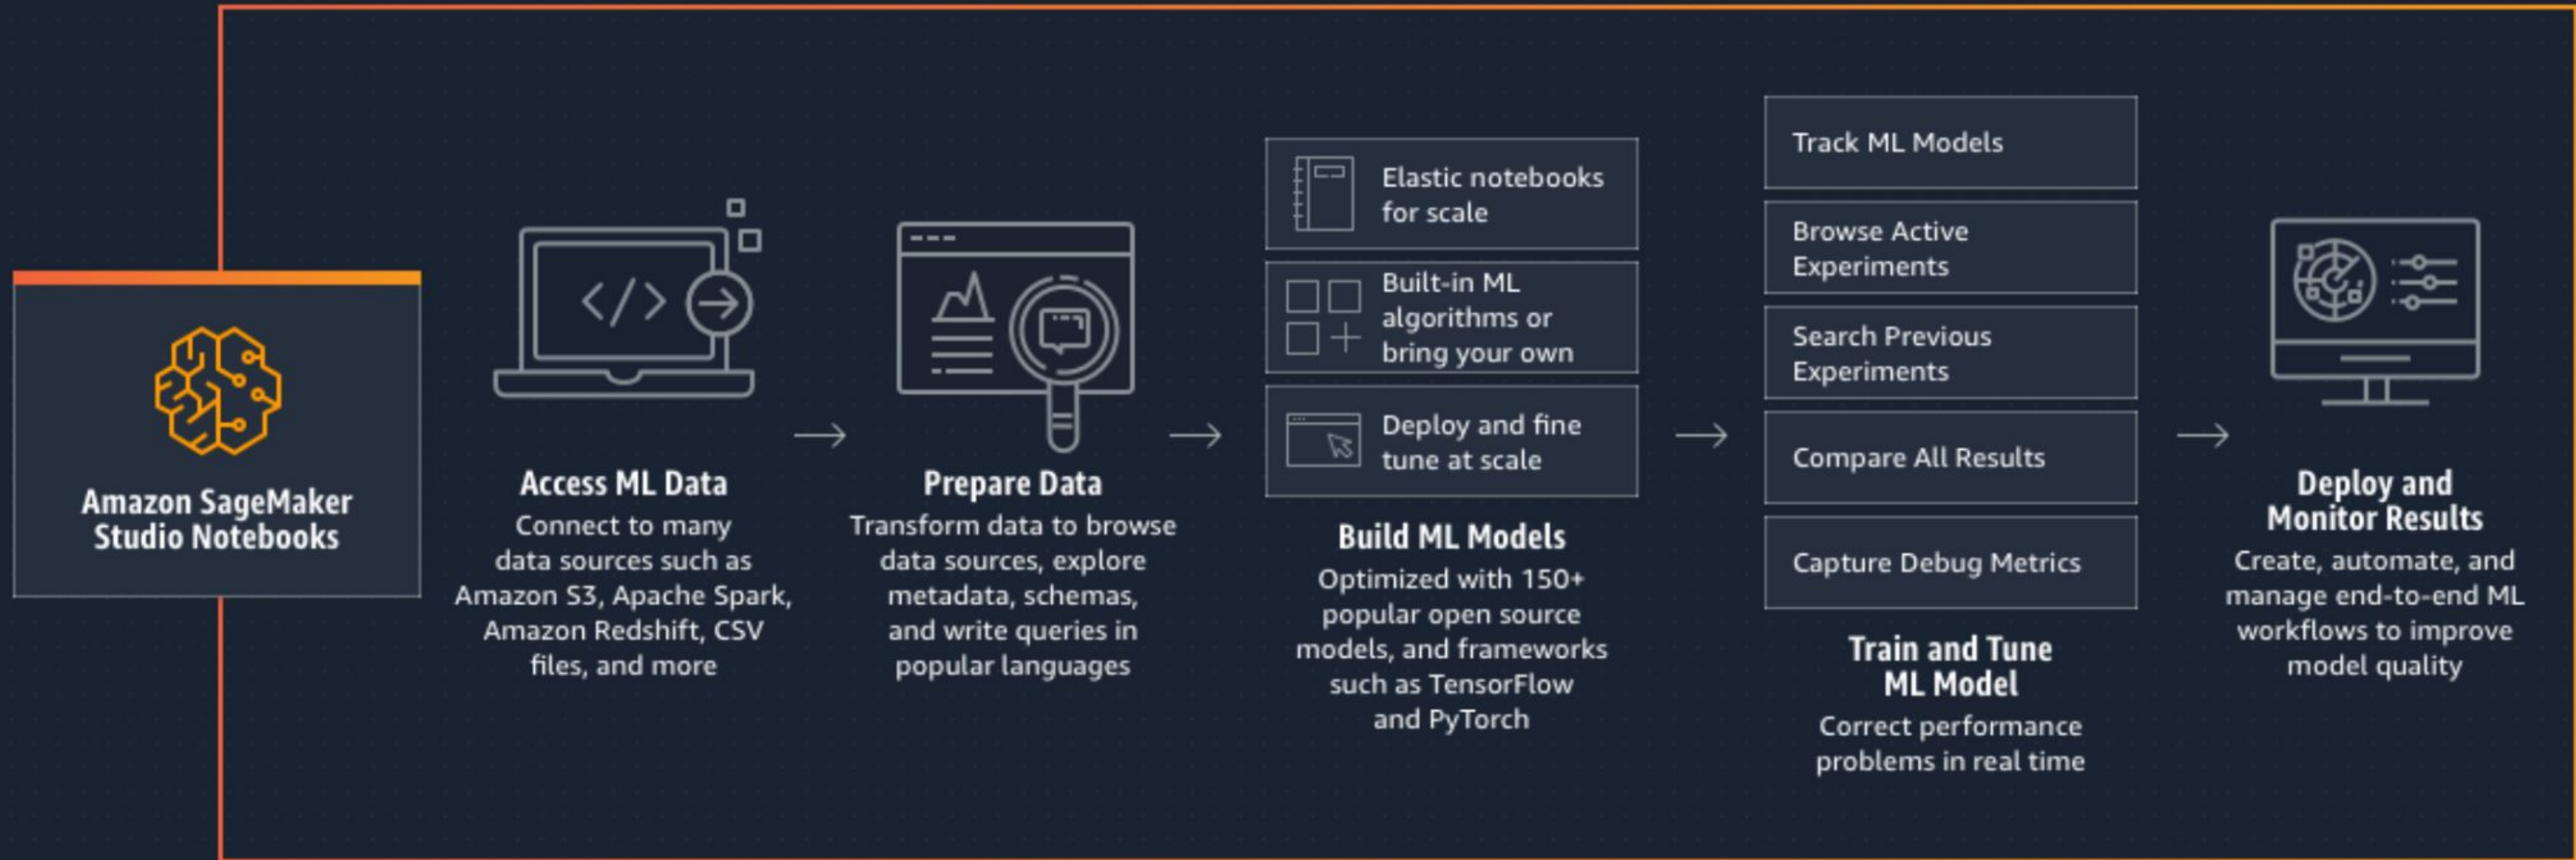 Amazon SageMaker
Studio Notebooks
Access ML Data
Connect to many
data sources such as
Amazon S3, Apache Spark,
Amazon Redshift, CSV
files, and more
Prepare Data
Transform data to browse
data sources, explore
metadata, schemas,
and write queries in
popular languages
Elastic notebooks
for scale
Built-in ML
algorithms or
bring your own
Deploy and fine
tune at scale
Build ML Models
Optimized with 150+
popular open source
models, and frameworks
such as TensorFlow
and PyTorch
Track ML Models
Browse Active
Experiments
Search Previous
Experiments
Compare All Results
Capture Debug Metrics
Train and Tune
ML Model
Correct performance
problems in real time
Deploy and
Monitor Results
Create, automate, and
manage end-to-end ML
workflows to improve
model quality